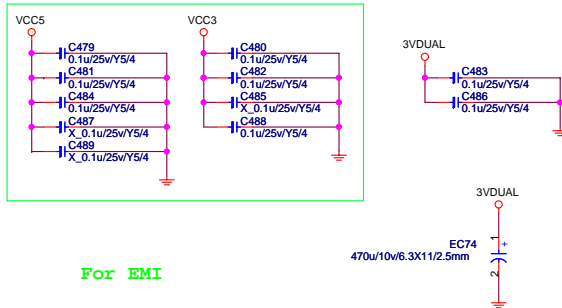 VCC5
C479
0.1u/25v/Y5/4
C481
0.1u/25v/Y5/4
C484
0.1u/25v/Y5/4
C487
X_0.1u/25v/Y5/4
C489
X_0.1u/25v/Y5/4
VCC3
C480
0.1u/25v/Y5/4
C482
0.1u/25v/Y5/4
C485
X_0.1u/25v/Y5/4
C488
0.1u/25v/Y5/4
3VDUAL
C483
0.1u/25v/Y5/4
C486
0.1u/25v/Y5/4
3VDUAL
1
+
EC74
470u/10v/6.3X11/2.5mm
2
For EMI